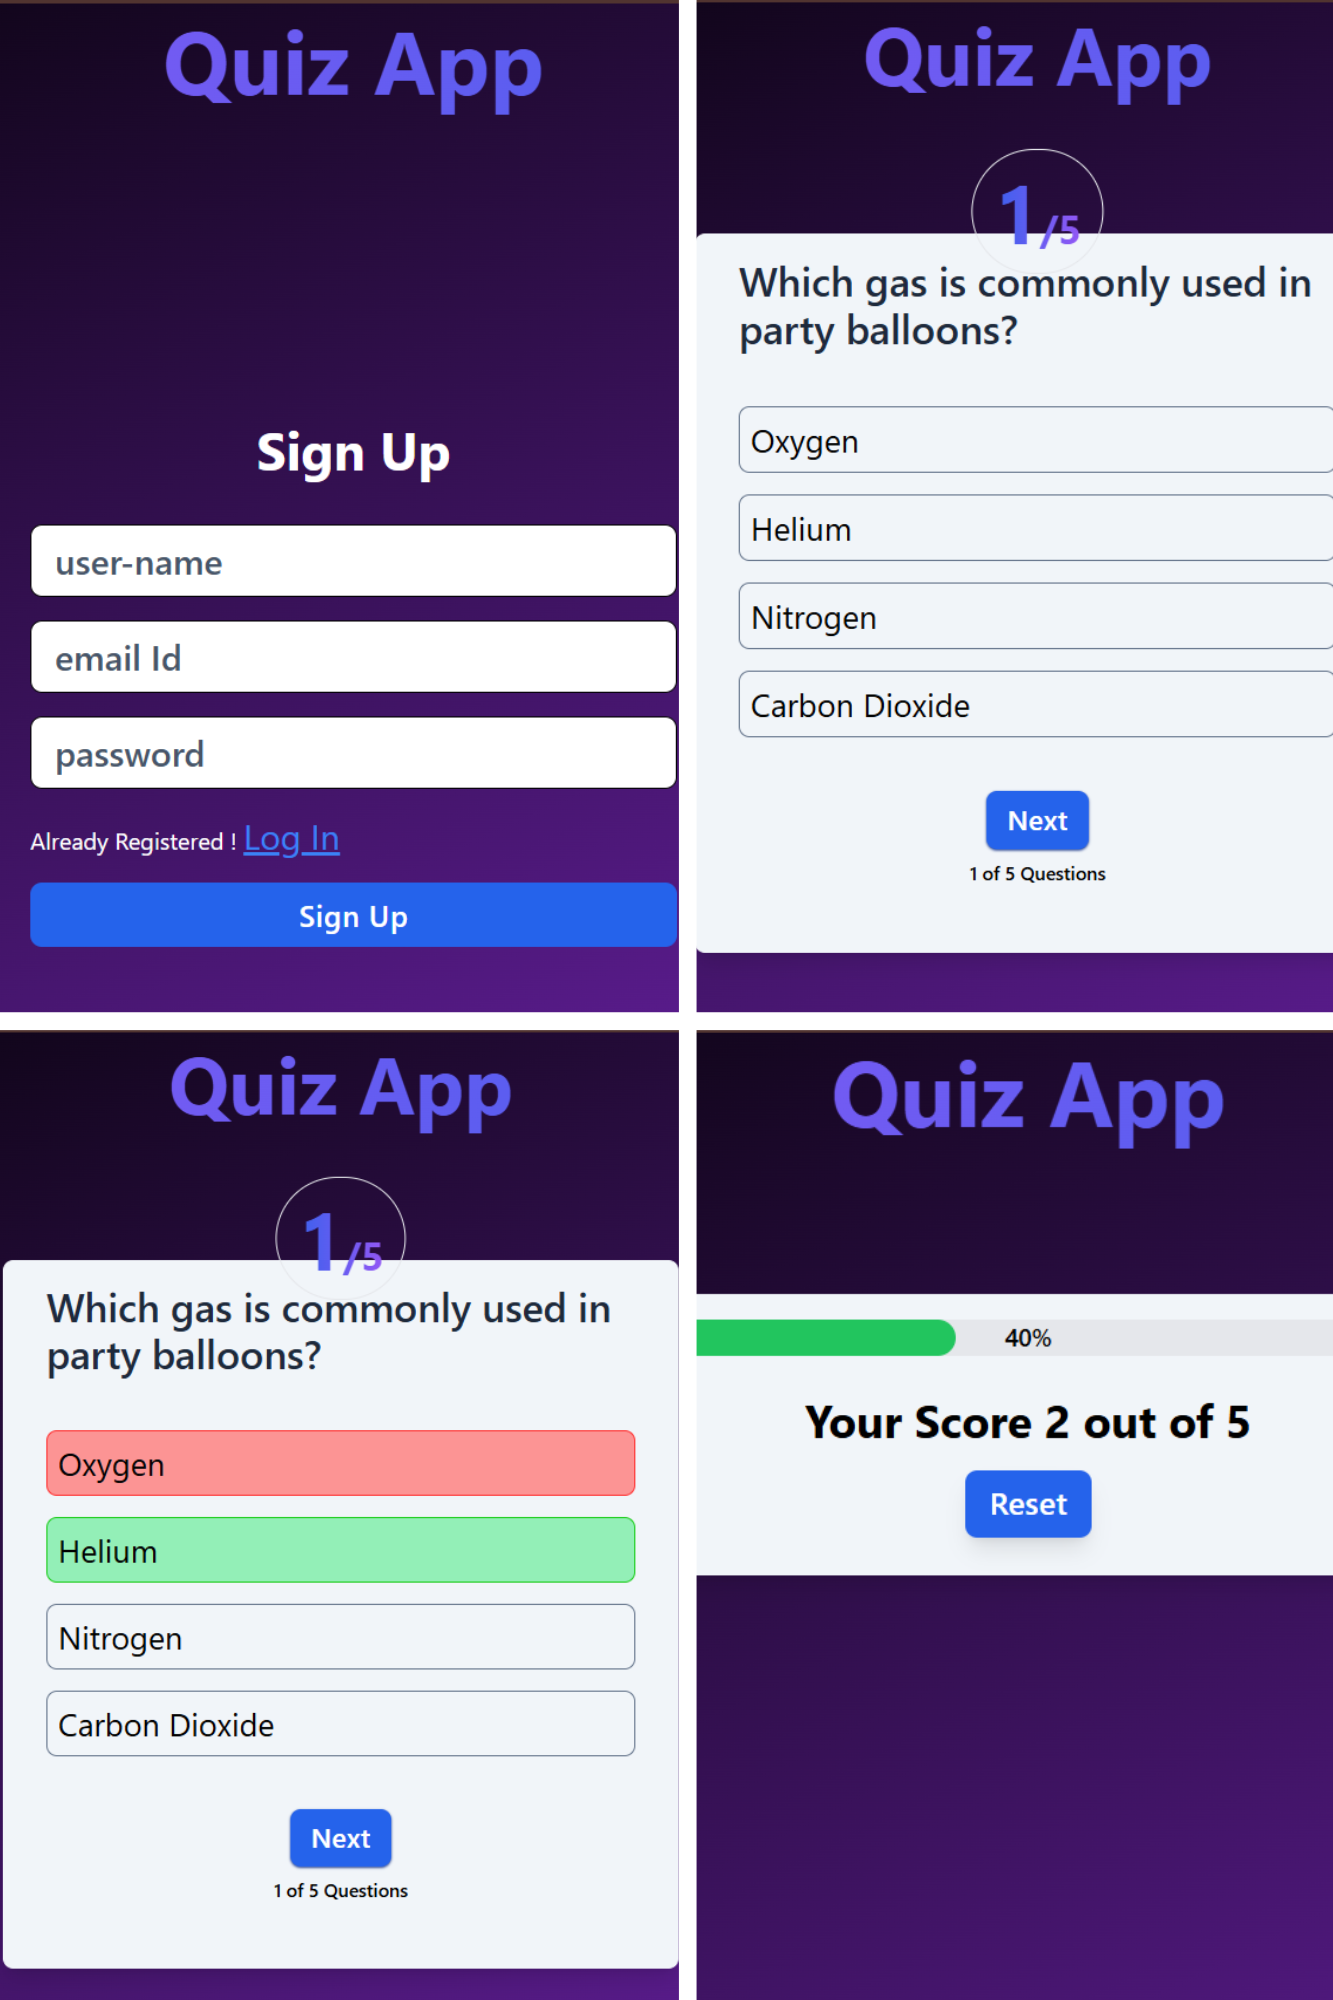 Quiz App
Sign Up
user-name
email Id
password
Already Registered ! Log In
Sign Up
Quiz App
1/5
Which gas is commonly used in
party balloons?
Oxygen
Helium
Nitrogen
Carbon Dioxide
Next
1 of 5 Questions
Quiz App
1/5
Which gas is commonly used in
party balloons?
Oxygen
Helium
Nitrogen
Carbon Dioxide
Next
1 of 5 Questions
Quiz App
40%
Your Score 2 out of 5
Reset